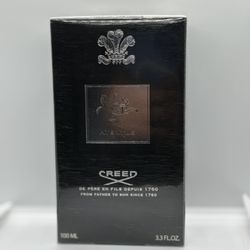 AVENTUS
CREED
DE PÈRE EN FILS DEPUIS 1760
FROM FATHER TO SON SINCE 1760
100 ML
3.3 FL.OZ.